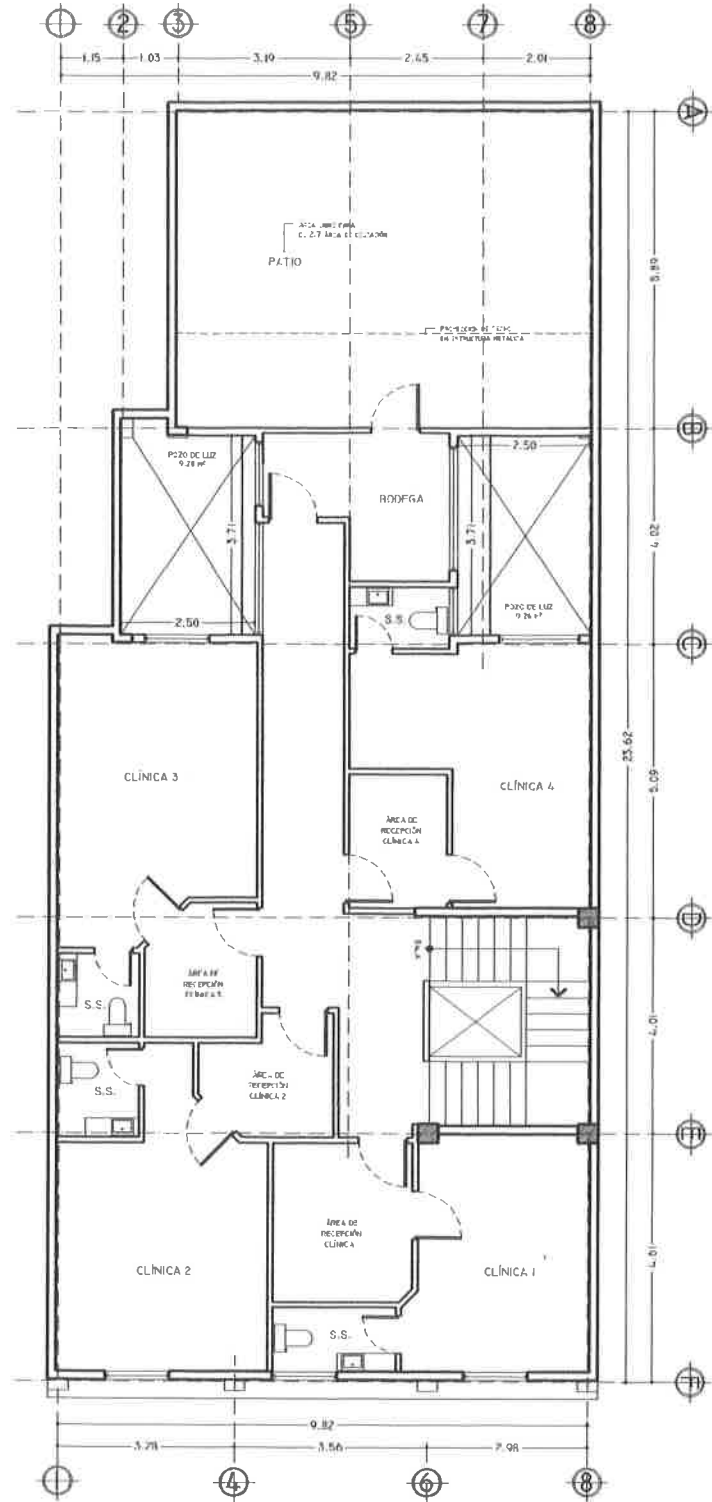 2
3
5
7
8
1.15
1.03
3.19
2.45
2.01
9.82
A
PATIO
5.89
B
POZO DE LUZ
2.50
BODEGA
3.71
3.71
4.02
2.50
S.S.
POZO DE LUZ
C
23.62
CLÍNICA 3
CLÍNICA 4
ÁREA DE
RECEPCIÓN
CLÍNICA 4
5.09
D
ÁREA DE
RECEPCIÓN
S.S.
4.01
ÁREA DE
RECEPCIÓN
CLÍNICA 2
S.S.
E
ÁREA DE
RECEPCIÓN
CLÍNICA
CLÍNICA 2
CLÍNICA 1
4.61
S.S.
F
9.82
3.28
3.56
2.98
4
6
8